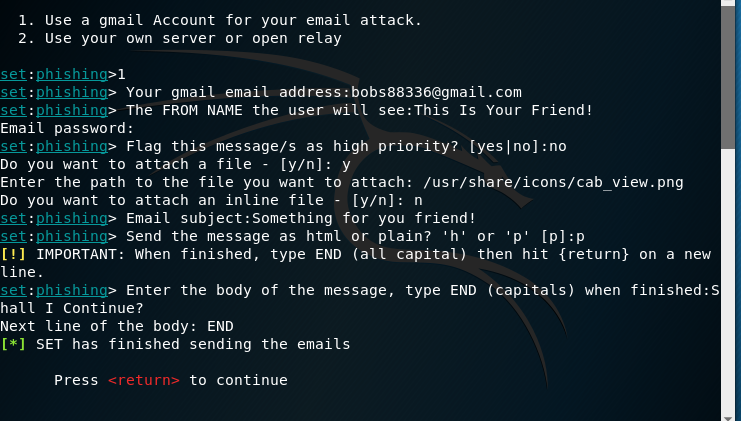 1. Use a gmail Account for your email attack.
2. Use your own server or open relay
set:phishing>1
set:phishing> Your gmail email address:bobs88336@gmail.com
set:phishing> The FROM NAME the user will see:This Is Your Friend!
Email password:
set:phishing> Flag this message/s as high priority? [yes|no]:no
Do you want to attach a file - [y/n]: y
Enter the path to the file you want to attach: /usr/share/icons/cab_view.png
Do you want to attach an inline file - [y/n]: n
set:phishing> Email subject:Something for you friend!
set:phishing> Send the message as html or plain? 'h' or 'p' [p]:p
[!] IMPORTANT: When finished, type END (all capital) then hit {return} on a new
line.
set:phishing> Enter the body of the message, type END (capitals) when finished:S
hall I Continue?
Next line of the body: END
[*] SET has finished sending the emails
Press <return> to continue